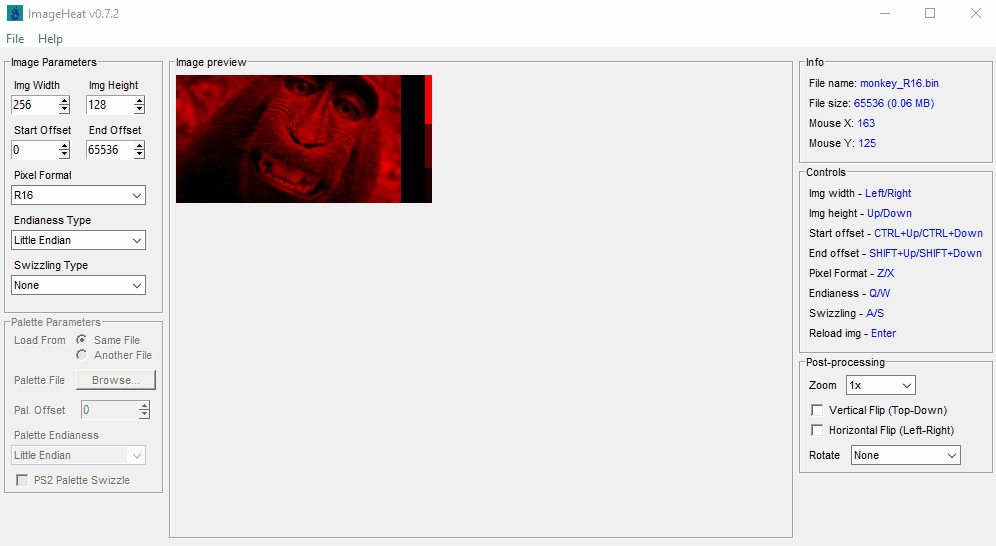 ImageHeat v0.7.2
File Help
Image Parameters
Img Width Img Height
256 128
Start Offset End Offset
0 65536
Pixel Format
R16
Endianess Type
Little Endian
Swizzling Type
None
Palette Parameters
Load From Same File
Another File
Palette File Browse...
Pal. Offset 0
Palette Endianess
Little Endian
PS2 Palette Swizzle
Image preview
Info
File name: monkey_R16.bin
File size: 65536 (0.06 MB)
Mouse X: 163
Mouse Y: 125
Controls
Img width - Left/Right
Img height - Up/Down
Start offset - CTRL+Up/CTRL+Down
End offset - SHIFT+Up/SHIFT+Down
Pixel Format - Z/X
Endianess - Q/W
Swizzling - A/S
Reload img - Enter
Post-processing
Zoom 1x
Vertical Flip (Top-Down)
Horizontal Flip (Left-Right)
Rotate None